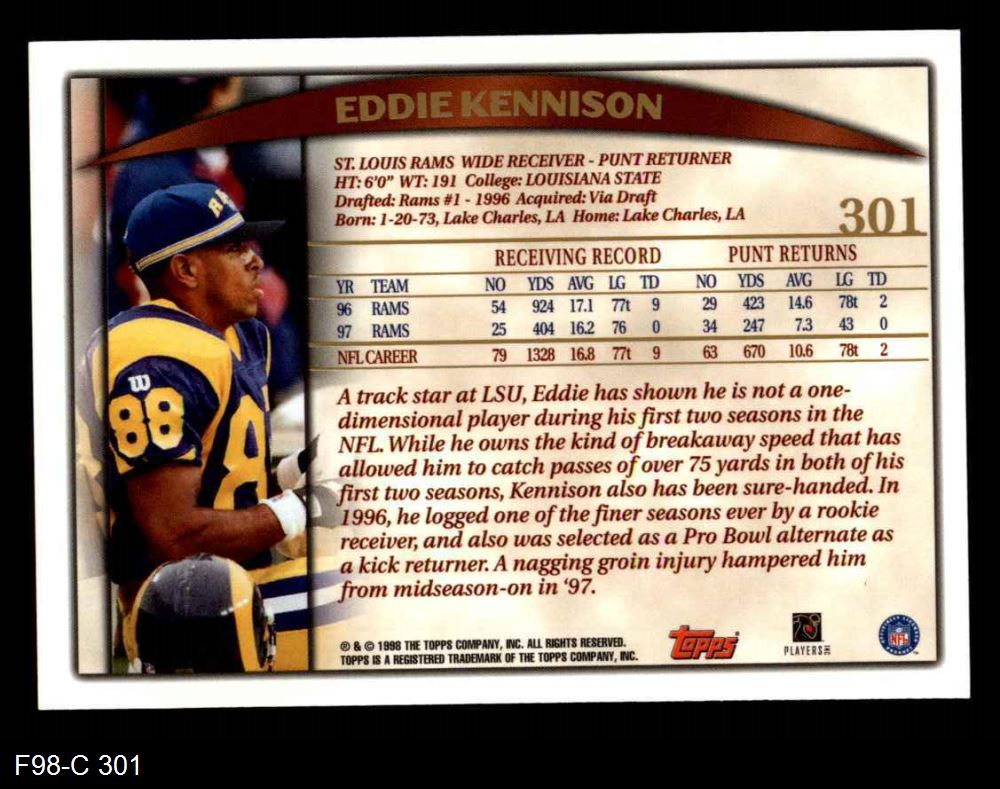 EDDIE KENNISON
ST. LOUIS RAMS WIDE RECEIVER - PUNT RETURNER
HT: 6'0" WT: 191 College: LOUISIANA STATE
Drafted: Rams #1 - 1996 Acquired: Via Draft
Born: 1-20-73, Lake Charles, LA Home: Lake Charles, LA
301
RECEIVING RECORD PUNT RETURNS
YR TEAM NO YDS AVG LG TD NO YDS AVG LG TD
96 RAMS 54 924 17.1 77t 9 29 423 14.6 78t 2
97 RAMS 25 404 16.2 76 0 34 247 7.3 43 0
NFL CAREER 79 1328 16.8 77t 9 63 670 10.6 78t 2
A track star at LSU, Eddie has shown he is not a one-
dimensional player during his first two seasons in the
NFL. While he owns the kind of breakaway speed that has
allowed him to catch passes of over 75 yards in both of his
first two seasons, Kennison also has been sure-handed. In
1996, he logged one of the finer seasons ever by a rookie
receiver, and also was selected as a Pro Bowl alternate as
a kick returner. A nagging groin injury hampered him
from midseason-on in '97.
® & © 1998 THE TOPPS COMPANY, INC. ALL RIGHTS RESERVED.
TOPPS IS A REGISTERED TRADEMARK OF THE TOPPS COMPANY, INC.
Topps
PLAYERS INC
NFL
RA
W
88
8
F98-C 301